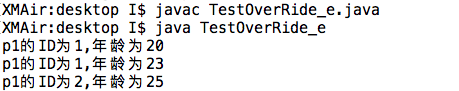 [XMAir:desktop I$ javac TestOverRide_e.java
[XMAir:desktop I$ java TestOverRide_e
p1的ID为1,年龄为20
p1的ID为1,年龄为23
p1的ID为2,年龄为25